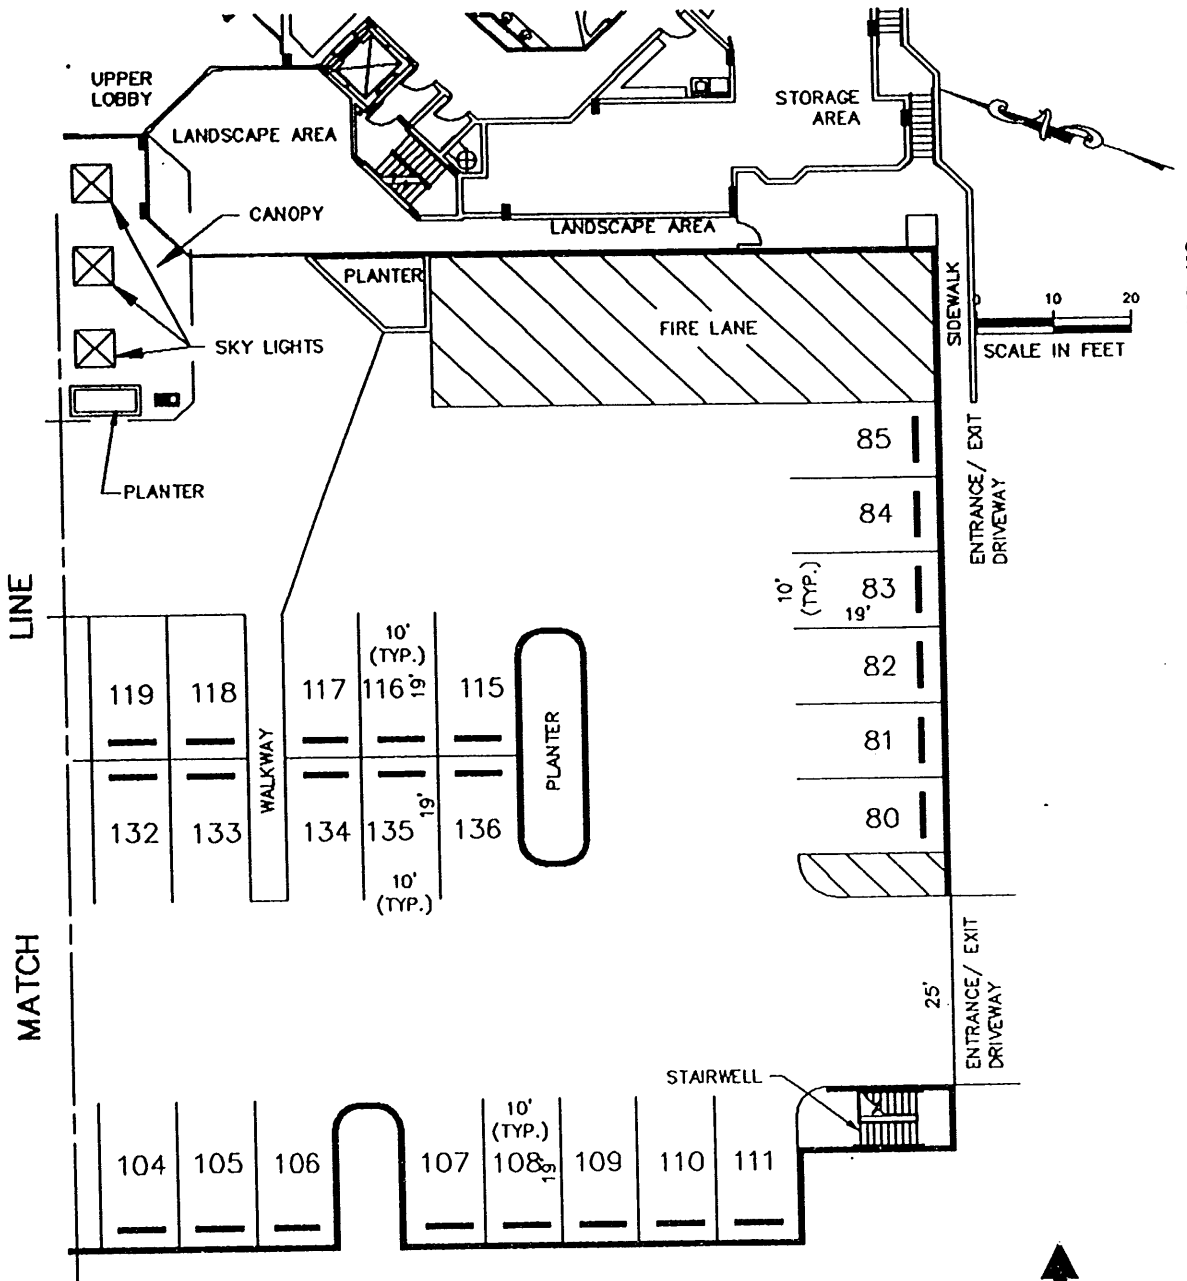 UPPER
LOBBY
LANDSCAPE AREA
STORAGE
AREA
CANOPY
LANDSCAPE AREA
PLANTER
FIRE LANE
SIDEWALK
0 10 20
SCALE IN FEET
SKY LIGHTS
PLANTER
85
84
83
10'
(TYP.)
19'
82
81
80
ENTRANCE/ EXIT
DRIVEWAY
MATCH LINE
119
118
117
116
115
10'
(TYP.)
19'
WALKWAY
PLANTER
132
133
134
135
136
19'
10'
(TYP.)
25'
ENTRANCE/ EXIT
DRIVEWAY
STAIRWELL
104
105
106
107
108
109
110
111
10'
(TYP.)
19'